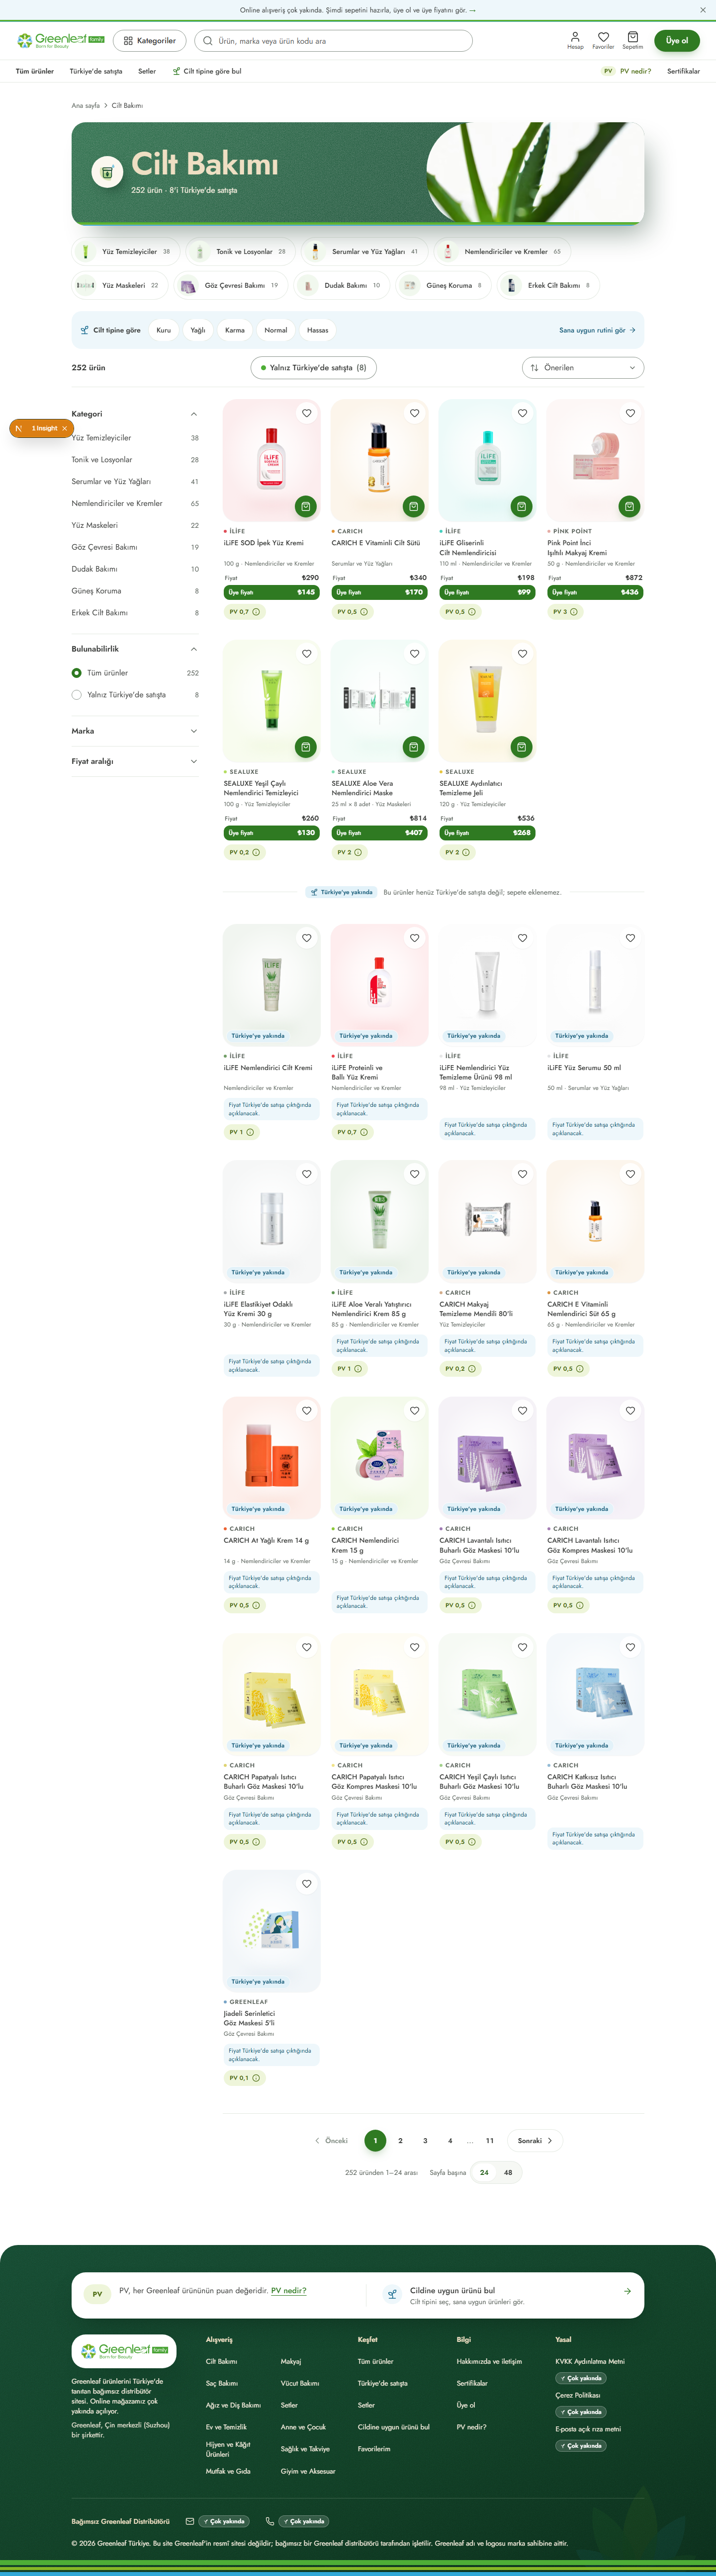 Online alışveriş çok yakında. Şimdi sepetini hazırla, üye ol ve üye fiyatını gör. →
Greenleaf family
Born for Beauty
Kategoriler
Ürün, marka veya ürün kodu ara
Hesap
Favoriler
Sepetim
Üye ol
Tüm ürünler
Türkiye'de satışta
Setler
Cilt tipine göre bul
PV PV nedir?
Sertifikalar
Ana sayfa > Cilt Bakımı
Cilt Bakımı
252 ürün · 8'i Türkiye'de satışta
Yüz Temizleyiciler 38
Tonik ve Losyonlar 28
Serumlar ve Yüz Yağları 41
Nemlendiriciler ve Kremler 65
Yüz Maskeleri 22
Göz Çevresi Bakımı 19
Dudak Bakımı 10
Güneş Koruma 8
Erkek Cilt Bakımı 8
Cilt tipine göre
Kuru
Yağlı
Karma
Normal
Hassas
Sana uygun rutini gör →
252 ürün
Yalnız Türkiye'de satışta (8)
Önerilen
1 Insight
Kategori
Yüz Temizleyiciler 38
Tonik ve Losyonlar 28
Serumlar ve Yüz Yağları 41
Nemlendiriciler ve Kremler 65
Yüz Maskeleri 22
Göz Çevresi Bakımı 19
Dudak Bakımı 10
Güneş Koruma 8
Erkek Cilt Bakımı 8
Bulunabilirlik
Tüm ürünler 252
Yalnız Türkiye'de satışta 8
Marka
Fiyat aralığı
İLİFE
iLiFE SOD İpek Yüz Kremi
100 g · Nemlendiriciler ve Kremler
Fiyat ₺290
Üye fiyatı ₺145
PV 0,7
CARICH
CARICH E Vitaminli Cilt Sütü
Serumlar ve Yüz Yağları
Fiyat ₺340
Üye fiyatı ₺170
PV 0,5
İLİFE
iLiFE Gliserinli
Cilt Nemlendiricisi
110 ml · Nemlendiriciler ve Kremler
Fiyat ₺198
Üye fiyatı ₺99
PV 0,5
PİNK POİNT
Pink Point İnci
Işıltılı Makyaj Kremi
50 g · Nemlendiriciler ve Kremler
Fiyat ₺872
Üye fiyatı ₺436
PV 3
SEALUXE
SEALUXE Yeşil Çaylı
Nemlendirici Temizleyici
100 g · Yüz Temizleyiciler
Fiyat ₺260
Üye fiyatı ₺130
PV 0,2
SEALUXE
SEALUXE Aloe Vera
Nemlendirici Maske
25 ml × 8 adet · Yüz Maskeleri
Fiyat ₺814
Üye fiyatı ₺407
PV 2
SEALUXE
SEALUXE Aydınlatıcı
Temizleme Jeli
120 g · Yüz Temizleyiciler
Fiyat ₺536
Üye fiyatı ₺268
PV 2
Türkiye'ye yakında
Bu ürünler henüz Türkiye'de satışta değil; sepete eklenemez.
Türkiye'ye yakında
İLİFE
iLiFE Nemlendirici Cilt Kremi
Nemlendiriciler ve Kremler
Fiyat Türkiye'de satışa çıktığında
açıklanacak.
PV 1
Türkiye'ye yakında
İLİFE
iLiFE Proteinli ve
Ballı Yüz Kremi
Nemlendiriciler ve Kremler
Fiyat Türkiye'de satışa çıktığında
açıklanacak.
PV 0,7
Türkiye'ye yakında
İLİFE
iLiFE Nemlendirici Yüz
Temizleme Ürünü 98 ml
98 ml · Yüz Temizleyiciler
Fiyat Türkiye'de satışa çıktığında
açıklanacak.
Türkiye'ye yakında
İLİFE
iLiFE Yüz Serumu 50 ml
50 ml · Serumlar ve Yüz Yağları
Fiyat Türkiye'de satışa çıktığında
açıklanacak.
Türkiye'ye yakında
İLİFE
iLiFE Elastikiyet Odaklı
Yüz Kremi 30 g
30 g · Nemlendiriciler ve Kremler
Fiyat Türkiye'de satışa çıktığında
açıklanacak.
Türkiye'ye yakında
İLİFE
iLiFE Aloe Veralı Yatıştırıcı
Nemlendirici Krem 85 g
85 g · Nemlendiriciler ve Kremler
Fiyat Türkiye'de satışa çıktığında
açıklanacak.
PV 1
Türkiye'ye yakında
CARICH
CARICH Makyaj
Temizleme Mendili 80'li
Yüz Temizleyiciler
Fiyat Türkiye'de satışa çıktığında
açıklanacak.
PV 0,2
Türkiye'ye yakında
CARICH
CARICH E Vitaminli
Nemlendirici Süt 65 g
65 g · Nemlendiriciler ve Kremler
Fiyat Türkiye'de satışa çıktığında
açıklanacak.
PV 0,5
Türkiye'ye yakında
CARICH
CARICH At Yağlı Krem 14 g
14 g · Nemlendiriciler ve Kremler
Fiyat Türkiye'de satışa çıktığında
açıklanacak.
PV 0,5
Türkiye'ye yakında
CARICH
CARICH Nemlendirici
Krem 15 g
15 g · Nemlendiriciler ve Kremler
Fiyat Türkiye'de satışa çıktığında
açıklanacak.
Türkiye'ye yakında
CARICH
CARICH Lavantalı Isıtıcı
Buharlı Göz Maskesi 10'lu
Göz Çevresi Bakımı
Fiyat Türkiye'de satışa çıktığında
açıklanacak.
PV 0,5
Türkiye'ye yakında
CARICH
CARICH Lavantalı Isıtıcı
Göz Kompres Maskesi 10'lu
Göz Çevresi Bakımı
Fiyat Türkiye'de satışa çıktığında
açıklanacak.
PV 0,5
Türkiye'ye yakında
CARICH
CARICH Papatyalı Isıtıcı
Buharlı Göz Maskesi 10'lu
Göz Çevresi Bakımı
Fiyat Türkiye'de satışa çıktığında
açıklanacak.
PV 0,5
Türkiye'ye yakında
CARICH
CARICH Papatyalı Isıtıcı
Göz Kompres Maskesi 10'lu
Göz Çevresi Bakımı
Fiyat Türkiye'de satışa çıktığında
açıklanacak.
PV 0,5
Türkiye'ye yakında
CARICH
CARICH Yeşil Çaylı Isıtıcı
Buharlı Göz Maskesi 10'lu
Göz Çevresi Bakımı
Fiyat Türkiye'de satışa çıktığında
açıklanacak.
PV 0,5
Türkiye'ye yakında
CARICH
CARICH Katkısız Isıtıcı
Buharlı Göz Maskesi 10'lu
Göz Çevresi Bakımı
Fiyat Türkiye'de satışa çıktığında
açıklanacak.
Türkiye'ye yakında
GREENLEAF
Jiadeli Serinletici
Göz Maskesi 5'li
Göz Çevresi Bakımı
Fiyat Türkiye'de satışa çıktığında
açıklanacak.
PV 0,1
Önceki 1 2 3 4 … 11 Sonraki
252 üründen 1–24 arası Sayfa başına 24 48
PV
PV, her Greenleaf ürününün puan değeridir. PV nedir?
Cildine uygun ürünü bul
Cilt tipini seç, sana uygun ürünleri gör.
Greenleaf family
Born for Beauty
Greenleaf ürünlerini Türkiye'de
tanıtan bağımsız distribütör
sitesi. Online mağazamız çok
yakında açılıyor.
Greenleaf, Çin merkezli (Suzhou)
bir şirkettir.
Alışveriş
Cilt Bakımı
Saç Bakımı
Ağız ve Diş Bakımı
Ev ve Temizlik
Hijyen ve Kâğıt
Ürünleri
Mutfak ve Gıda
Makyaj
Vücut Bakımı
Setler
Anne ve Çocuk
Sağlık ve Takviye
Giyim ve Aksesuar
Keşfet
Tüm ürünler
Türkiye'de satışta
Setler
Cildine uygun ürünü bul
Favorilerim
Bilgi
Hakkımızda ve iletişim
Sertifikalar
Üye ol
PV nedir?
Yasal
KVKK Aydınlatma Metni
Çok yakında
Çerez Politikası
Çok yakında
E-posta açık rıza metni
Çok yakında
Bağımsız Greenleaf Distribütörü
Çok yakında
Çok yakında
© 2026 Greenleaf Türkiye. Bu site Greenleaf'in resmî sitesi değildir; bağımsız bir Greenleaf distribütörü tarafından işletilir. Greenleaf adı ve logosu marka sahibine aittir.